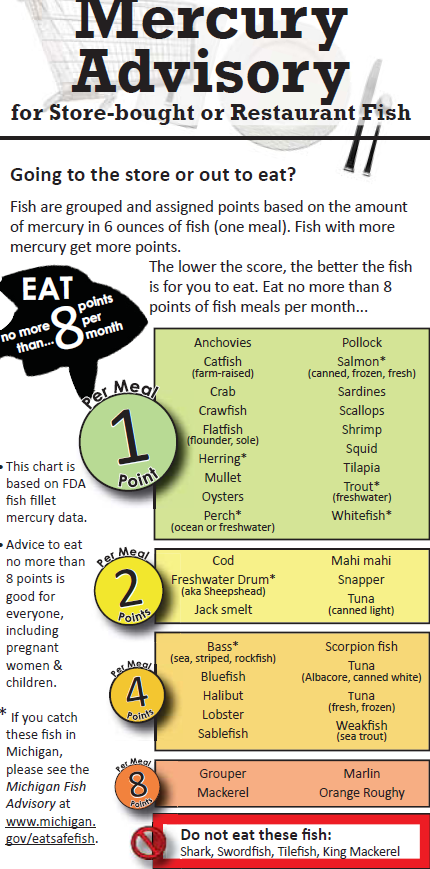 Mercury
Advisory
for Store-bought or Restaurant Fish
Going to the store or out to eat?
Fish are grouped and assigned points based on the amount
of mercury in 6 ounces of fish (one meal). Fish with more
mercury get more points.
The lower the score, the better the fish
is for you to eat. Eat no more than 8
points of fish meals per month...
EAT
no more
than...
8
points
per
month
Per Meal
1
Point
Anchovies
Catfish
(farm-raised)
Crab
Crawfish
Flatfish
(flounder, sole)
Herring*
Mullet
Oysters
Perch*
(ocean or freshwater)
Pollock
Salmon*
(canned, frozen, fresh)
Sardines
Scallops
Shrimp
Squid
Tilapia
Trout*
(freshwater)
Whitefish*
• This chart is
based on FDA
fish fillet
mercury data.
• Advice to eat
no more than
8 points is
good for
everyone,
including
pregnant
women &
children.
* If you catch
these fish in
Michigan,
please see the
Michigan Fish
Advisory at
www.michigan.
gov/eatsafefish.
Per Meal
2
Points
Cod
Freshwater Drum*
(aka Sheepshead)
Jack smelt
Mahi mahi
Snapper
Tuna
(canned light)
Per Meal
4
Points
Bass*
(sea, striped, rockfish)
Bluefish
Halibut
Lobster
Sablefish
Scorpion fish
Tuna
(Albacore, canned white)
Tuna
(fresh, frozen)
Weakfish
(sea trout)
Per Meal
8
Points
Grouper
Mackerel
Marlin
Orange Roughy
Do not eat these fish:
Shark, Swordfish, Tilefish, King Mackerel